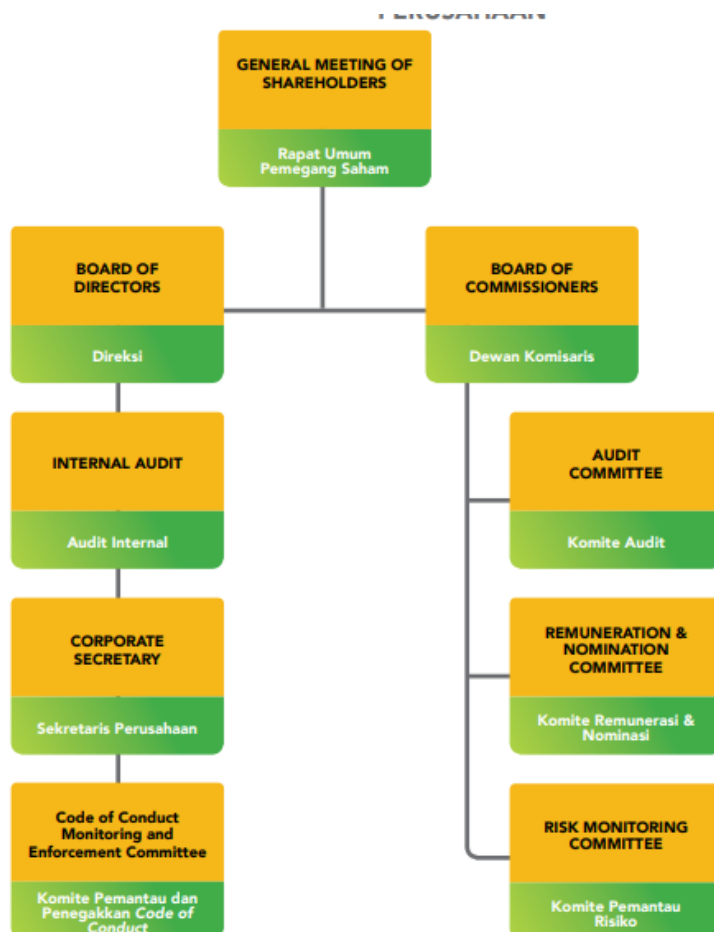 PERUSAHAAN
GENERAL MEETING OF
SHAREHOLDERS
Rapat Umum
Pemegang Saham
BOARD OF
DIRECTORS
Direksi
BOARD OF
COMMISSIONERS
Dewan Komisaris
INTERNAL AUDIT
Audit Internal
AUDIT
COMMITTEE
Komite Audit
CORPORATE
SECRETARY
Sekretaris Perusahaan
REMUNERATION &
NOMINATION
COMMITTEE
Komite Remunerasi &
Nominasi
Code of Conduct
Monitoring and
Enforcement Committee
Komite Pemantau dan
Penegakkan Code of
Conduct
RISK MONITORING
COMMITTEE
Komite Pemantau
Risiko